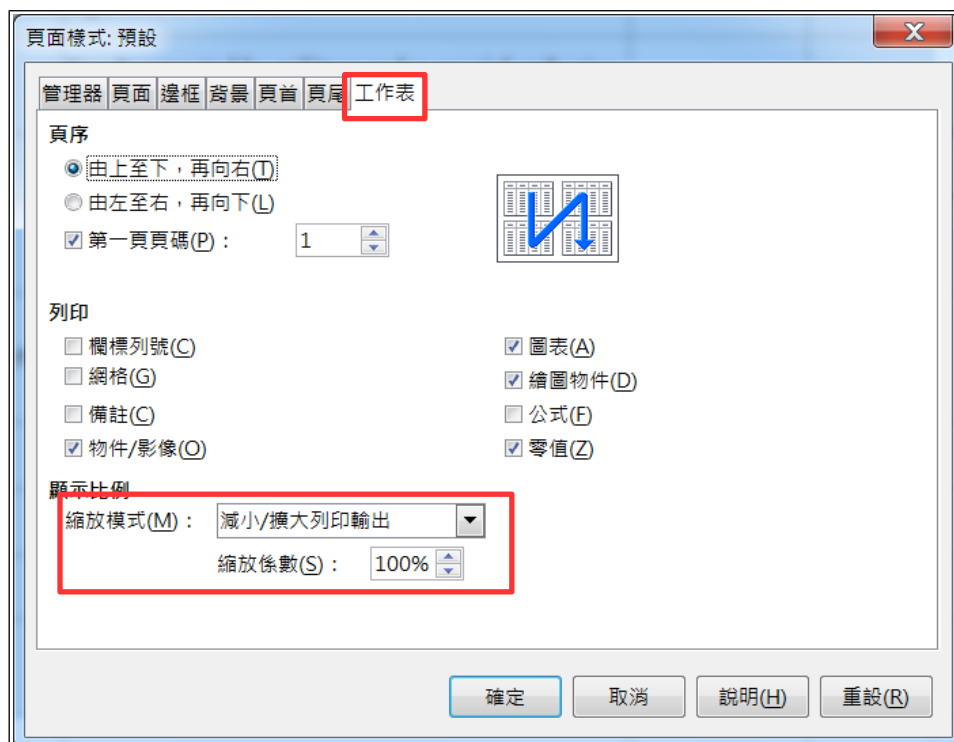 頁面樣式: 預設
管理器 頁面 邊框 背景 頁首 頁尾 工作表
頁序
由上至下，再向右(T)
由左至右，再向下(L)
第一頁頁碼(P)： 1
列印
欄標列號(C) 圖表(A)
網格(G) 繪圖物件(D)
備註(C) 公式(F)
物件/影像(O) 零值(Z)
顯示比例
縮放模式(M)： 減小/擴大列印輸出
縮放係數(S)： 100%
確定 取消 說明(H) 重設(R)